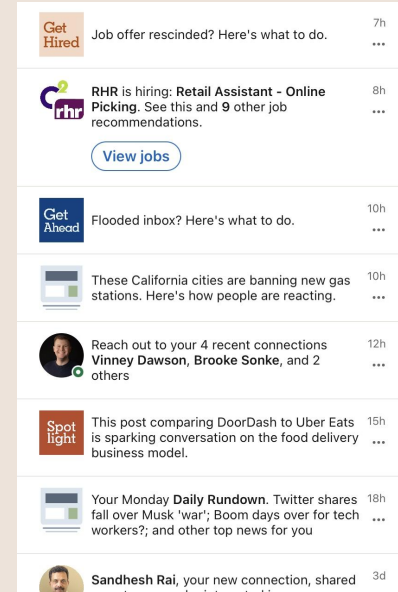 Get
Hired
Job offer rescinded? Here's what to do.
7h
C2
rhr
RHR is hiring: Retail Assistant - Online
Picking. See this and 9 other job
recommendations.
8h
View jobs
Get
Ahead
Flooded inbox? Here's what to do.
10h
These California cities are banning new gas
stations. Here's how people are reacting.
10h
Reach out to your 4 recent connections
Vinney Dawson, Brooke Sonke, and 2
others
12h
Spot
light
This post comparing DoorDash to Uber Eats
is sparking conversation on the food delivery
business model.
15h
Your Monday Daily Rundown. Twitter shares
fall over Musk 'war'; Boom days over for tech
workers?; and other top news for you
18h
Sandhesh Rai, your new connection, shared
3d